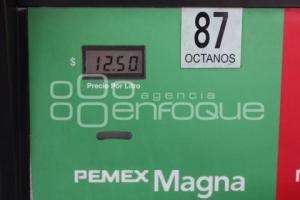 87
OCTANOS
$ 12.50
Precio Por Litro
agencia
enfoque
PEMEX Magna